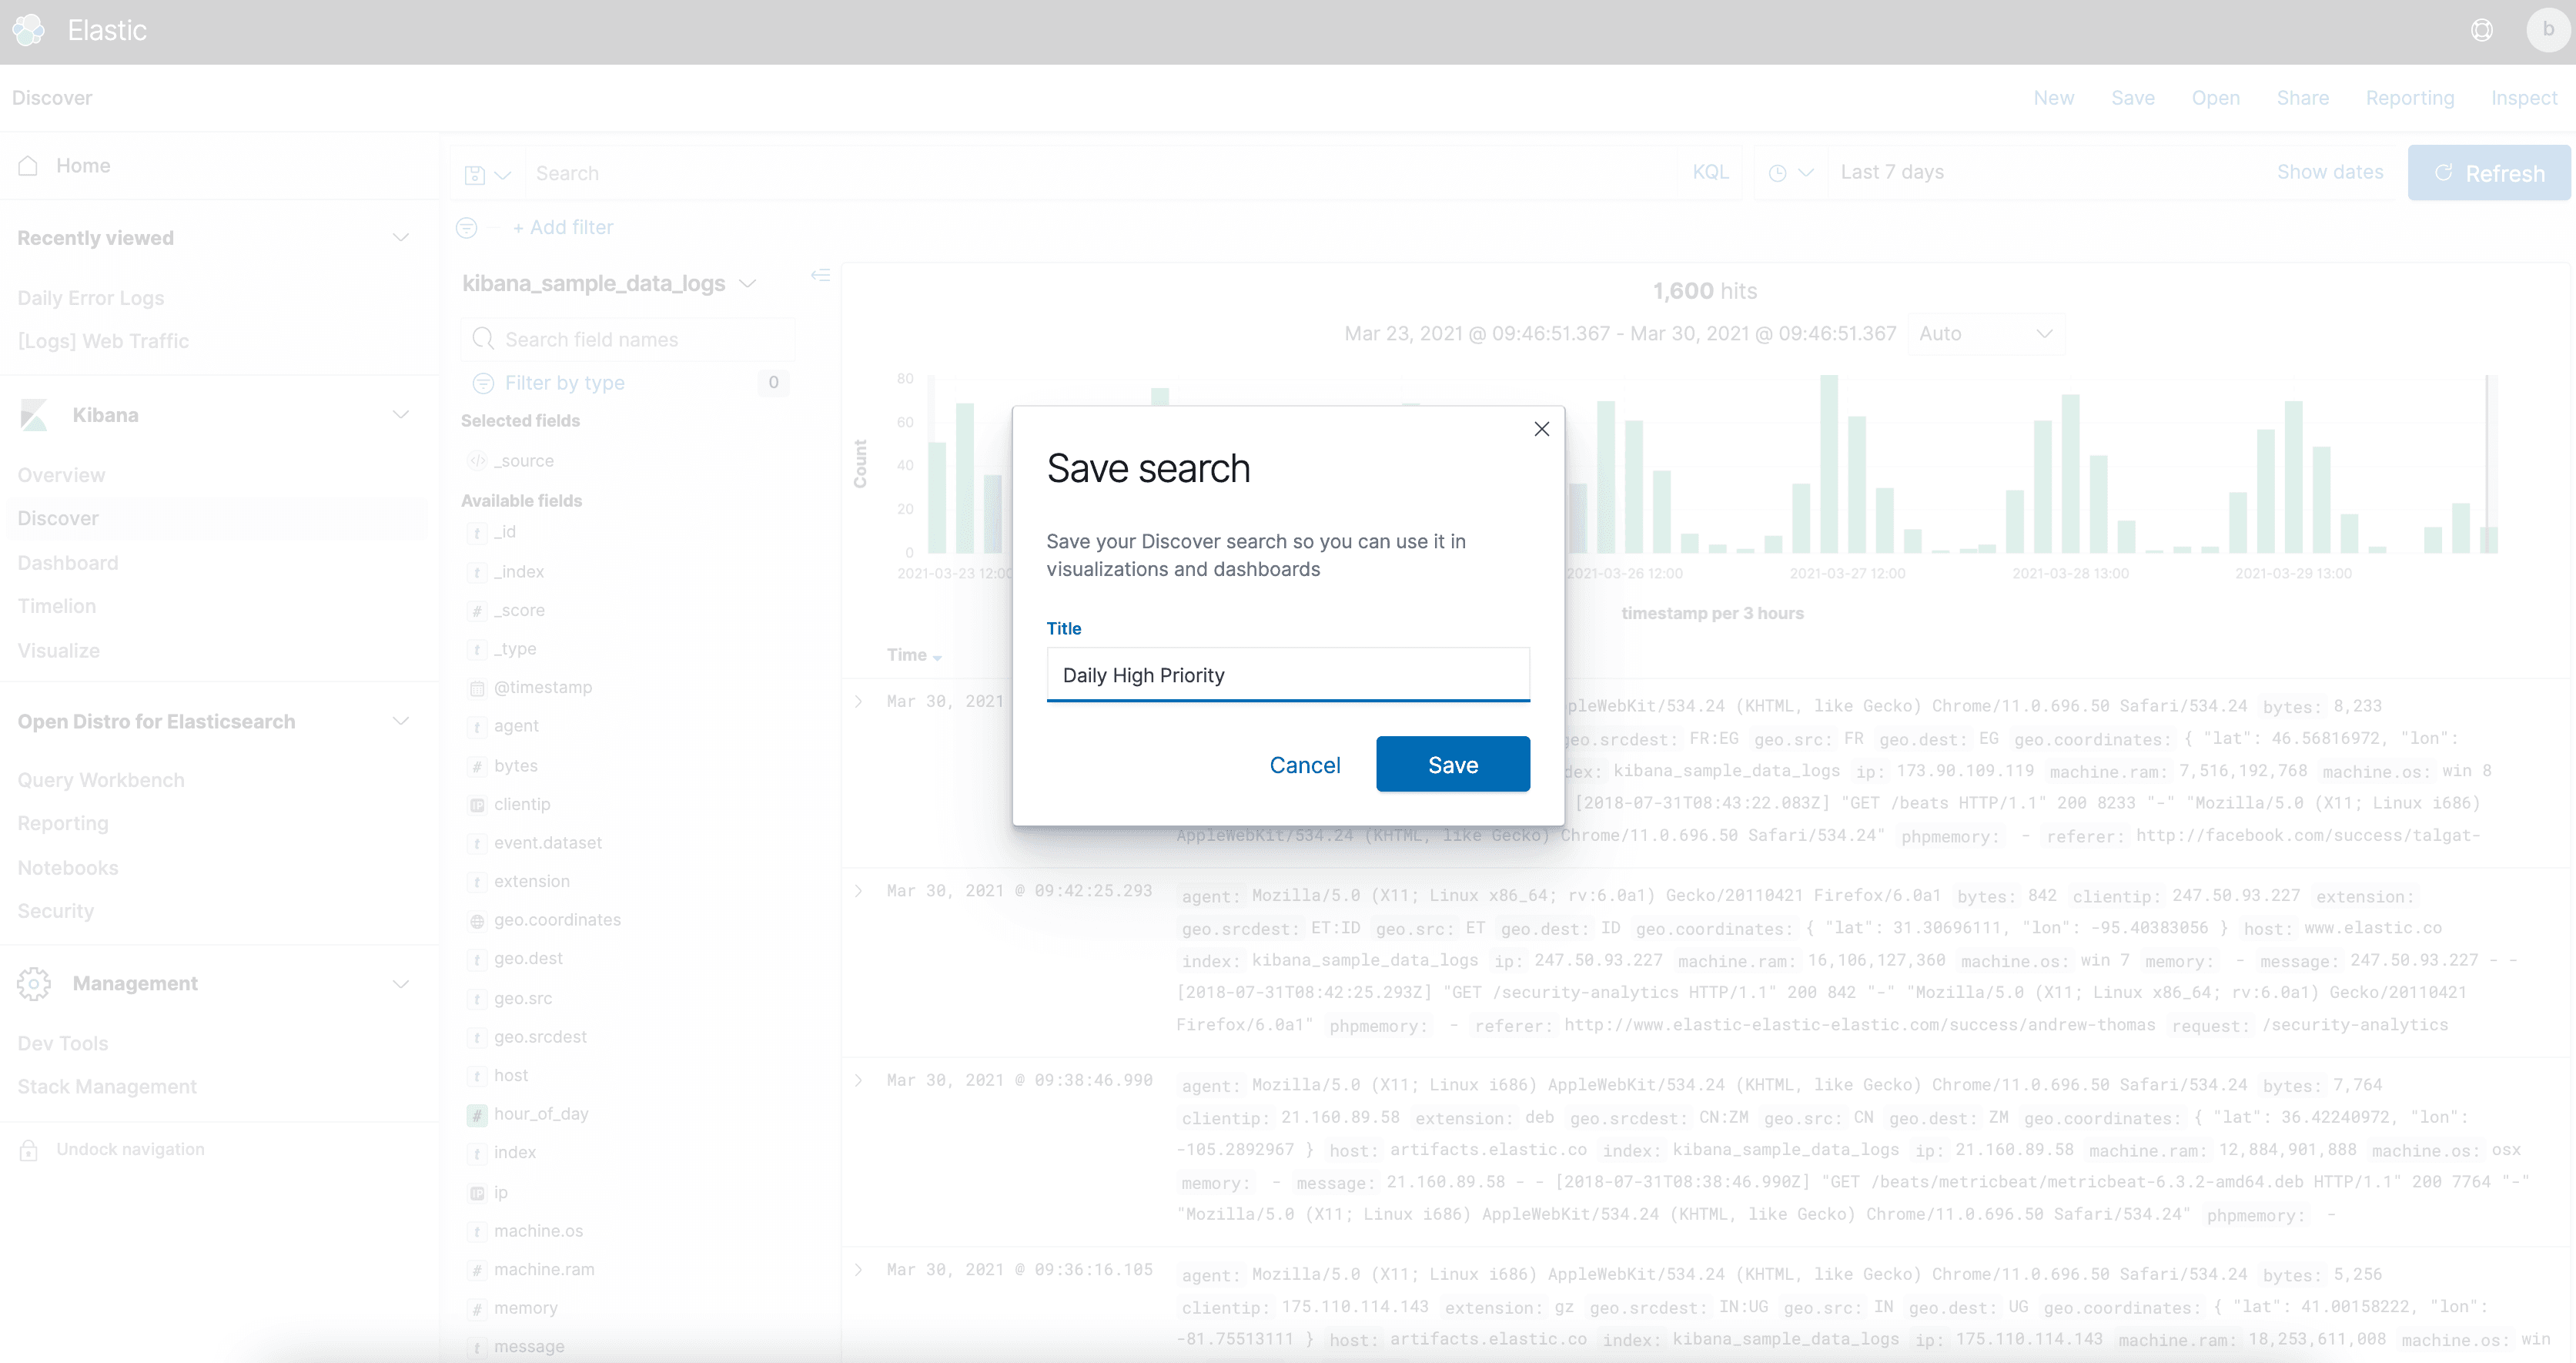 Elastic
b
Discover
New Save Open Share Reporting Inspect
Home
Recently viewed
Daily Error Logs
[Logs] Web Traffic
Kibana
Overview
Discover
Dashboard
Timelion
Visualize
Open Distro for Elasticsearch
Query Workbench
Reporting
Notebooks
Security
Management
Dev Tools
Stack Management
Undock navigation
Search KQL Last 7 days Show dates Refresh
+ Add filter
kibana_sample_data_logs
Search field names
Filter by type 0
Selected fields
</> _source
Available fields
t _id
t _index
# _score
t _type
@timestamp
t agent
# bytes
IP clientip
t event.dataset
t extension
geo.coordinates
t geo.dest
t geo.src
t geo.srcdest
t host
# hour_of_day
t index
IP ip
t machine.os
# machine.ram
# memory
t message
1,600 hits
Mar 23, 2021 @ 09:46:51.367 - Mar 30, 2021 @ 09:46:51.367 Auto
Count
80
60
40
20
0
2021-03-23 12:00 2021-03-26 12:00 2021-03-27 12:00 2021-03-28 13:00 2021-03-29 13:00
timestamp per 3 hours
Save search
Save your Discover search so you can use it in
visualizations and dashboards
Title
Daily High Priority
Cancel Save
Time
Mar 30, 2021
pleWebKit/534.24 (KHTML, like Gecko) Chrome/11.0.696.50 Safari/534.24 bytes: 8,233
geo.srcdest: FR:EG geo.src: FR geo.dest: EG geo.coordinates: { "lat": 46.56816972, "lon":
dex: kibana_sample_data_logs ip: 173.90.109.119 machine.ram: 7,516,192,768 machine.os: win 8
[2018-07-31T08:43:22.083Z] "GET /beats HTTP/1.1" 200 8233 "-" "Mozilla/5.0 (X11; Linux i686)
AppleWebKit/534.24 (KHTML, like Gecko) Chrome/11.0.696.50 Safari/534.24" phpmemory: - referer: http://facebook.com/success/talgat-
Mar 30, 2021 @ 09:42:25.293
agent: Mozilla/5.0 (X11; Linux x86_64; rv:6.0a1) Gecko/20110421 Firefox/6.0a1 bytes: 842 clientip: 247.50.93.227 extension:
geo.srcdest: ET:ID geo.src: ET geo.dest: ID geo.coordinates: { "lat": 31.30696111, "lon": -95.40383056 } host: www.elastic.co
index: kibana_sample_data_logs ip: 247.50.93.227 machine.ram: 16,106,127,360 machine.os: win 7 memory: - message: 247.50.93.227 - -
[2018-07-31T08:42:25.293Z] "GET /security-analytics HTTP/1.1" 200 842 "-" "Mozilla/5.0 (X11; Linux x86_64; rv:6.0a1) Gecko/20110421
Firefox/6.0a1" phpmemory: - referer: http://www.elastic-elastic-elastic.com/success/andrew-thomas request: /security-analytics
Mar 30, 2021 @ 09:38:46.990
agent: Mozilla/5.0 (X11; Linux i686) AppleWebKit/534.24 (KHTML, like Gecko) Chrome/11.0.696.50 Safari/534.24 bytes: 7,764
clientip: 21.160.89.58 extension: deb geo.srcdest: CN:ZM geo.src: CN geo.dest: ZM geo.coordinates: { "lat": 36.42240972, "lon":
-105.2892967 } host: artifacts.elastic.co index: kibana_sample_data_logs ip: 21.160.89.58 machine.ram: 12,884,901,888 machine.os: osx
memory: - message: 21.160.89.58 - - [2018-07-31T08:38:46.990Z] "GET /beats/metricbeat/metricbeat-6.3.2-amd64.deb HTTP/1.1" 200 7764 "-"
"Mozilla/5.0 (X11; Linux i686) AppleWebKit/534.24 (KHTML, like Gecko) Chrome/11.0.696.50 Safari/534.24" phpmemory: -
Mar 30, 2021 @ 09:36:16.105
agent: Mozilla/5.0 (X11; Linux i686) AppleWebKit/534.24 (KHTML, like Gecko) Chrome/11.0.696.50 Safari/534.24 bytes: 5,256
clientip: 175.110.114.143 extension: gz geo.srcdest: IN:UG geo.src: IN geo.dest: UG geo.coordinates: { "lat": 41.00158222, "lon":
-81.75513111 } host: artifacts.elastic.co index: kibana_sample_data_logs ip: 175.110.114.143 machine.ram: 18,253,611,008 machine.os: win